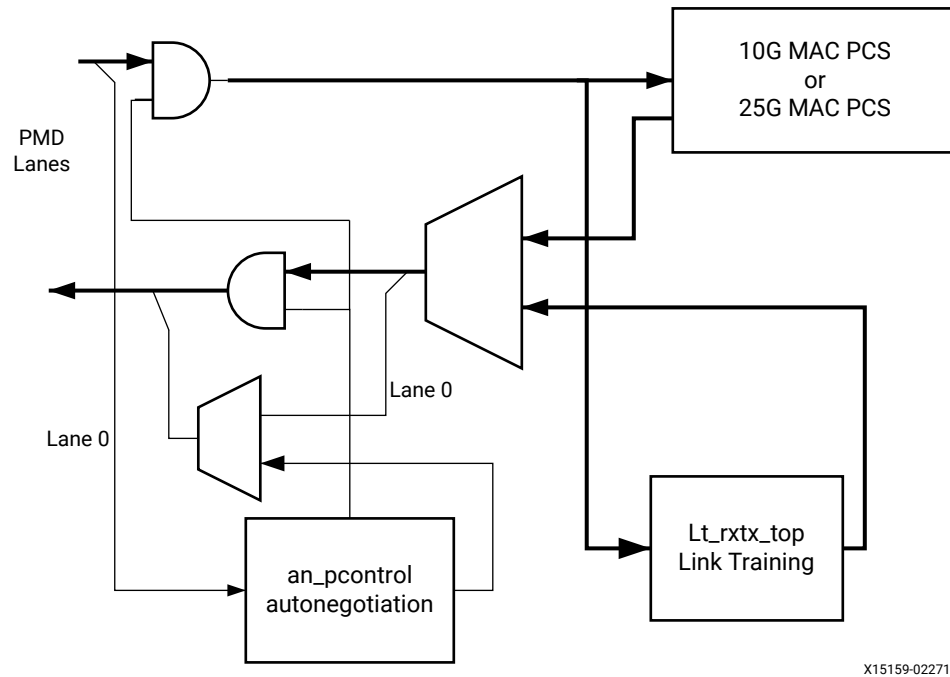 10G MAC PCS
or
25G MAC PCS
PMD
Lanes
Lane 0
Lane 0
Lt_rxtx_top
Link Training
an_pcontrol
autonegotiation
X15159-02271